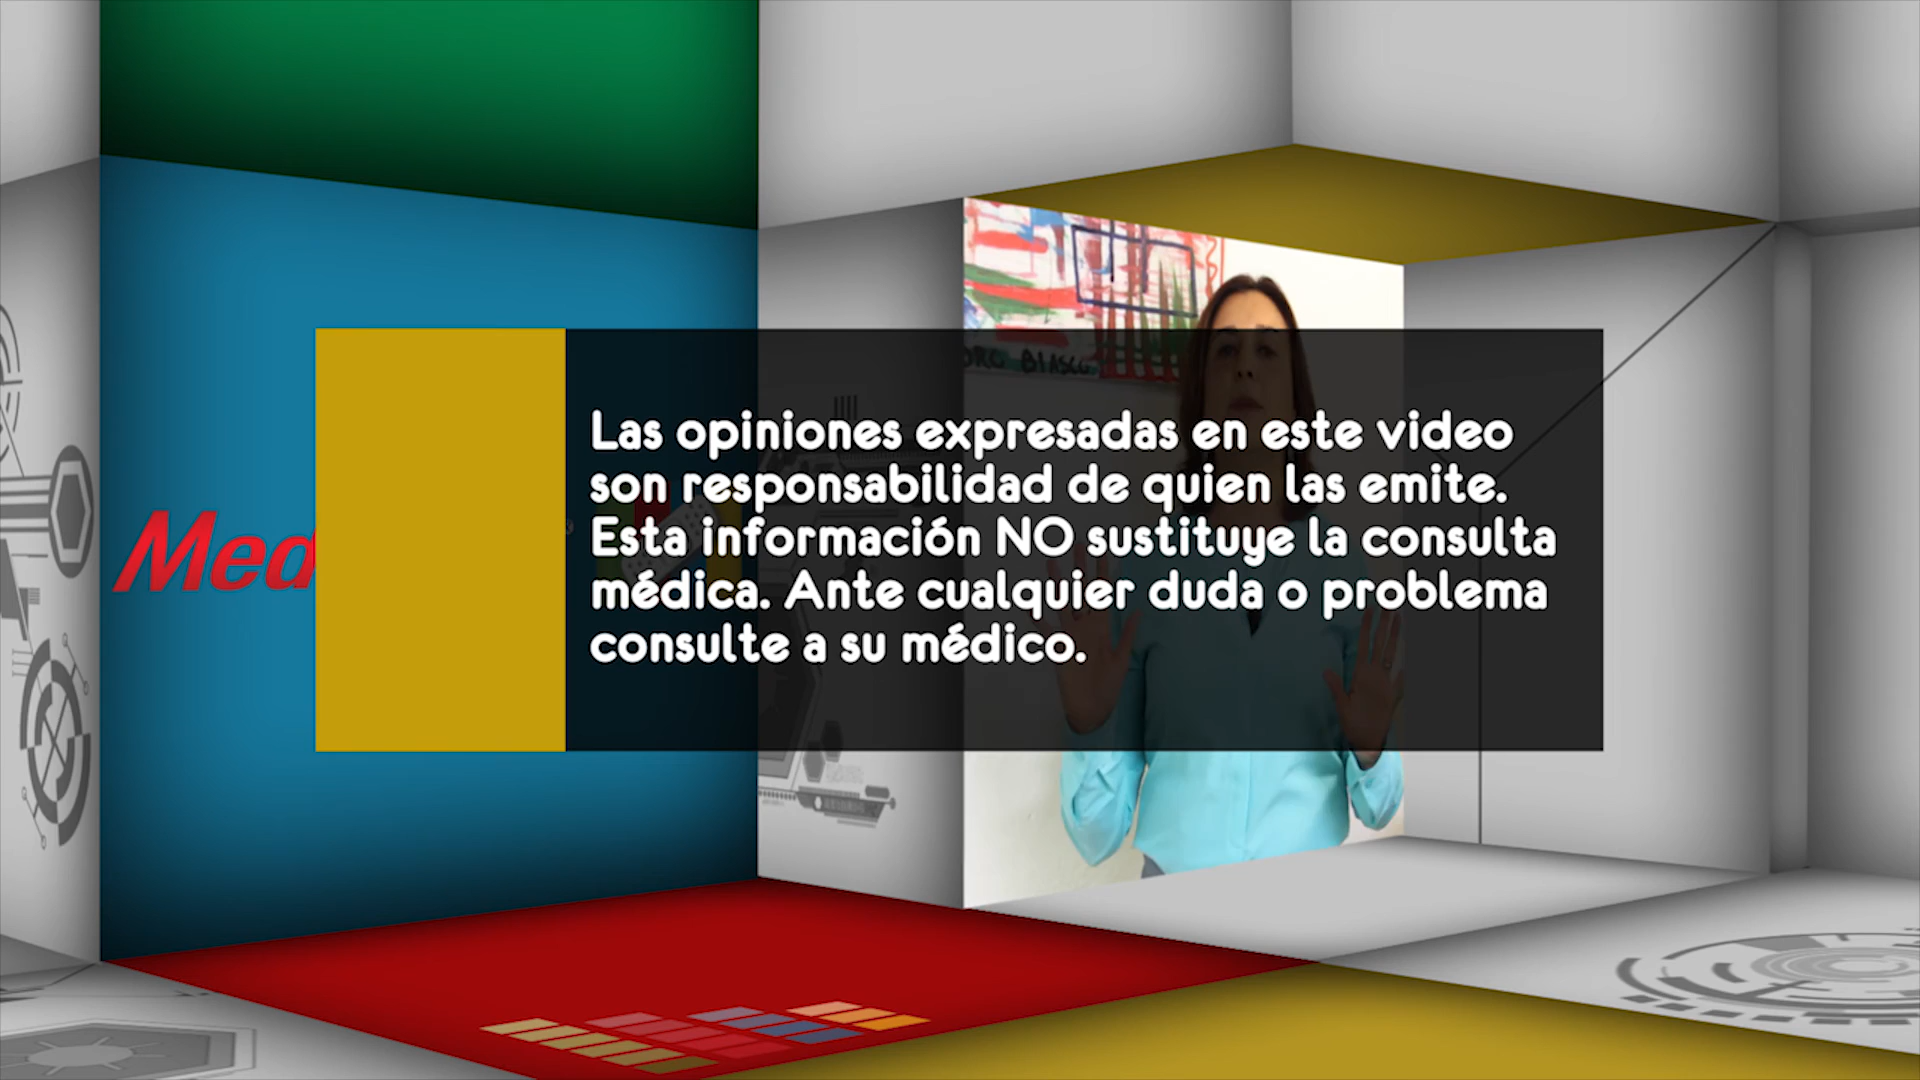 BIASCO
Las opiniones expresadas en este video
son responsabilidad de quien las emite.
Esta información NO sustituye la consulta
médica. Ante cualquier duda o problema
consulte a su médico.
Med